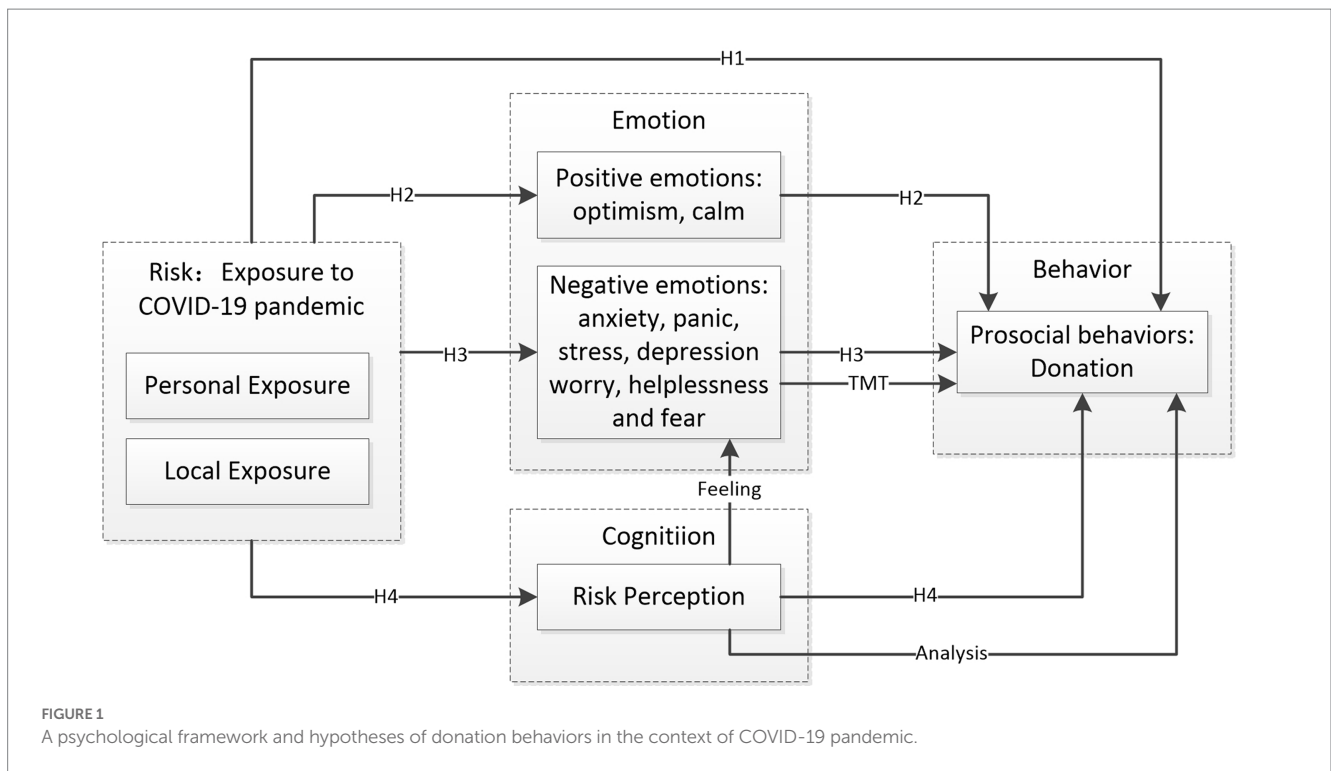 H1
Emotion
Positive emotions:
optimism, calm
H2
H2
Risk： Exposure to
COVID-19 pandemic
Personal Exposure
Local Exposure
Negative emotions:
anxiety, panic,
stress, depression
worry, helplessness
and fear
H3
H3
TMT
Behavior
Prosocial behaviors:
Donation
Feeling
Cognitiion
Risk Perception
H4
H4
Analysis
FIGURE 1
A psychological framework and hypotheses of donation behaviors in the context of COVID-19 pandemic.